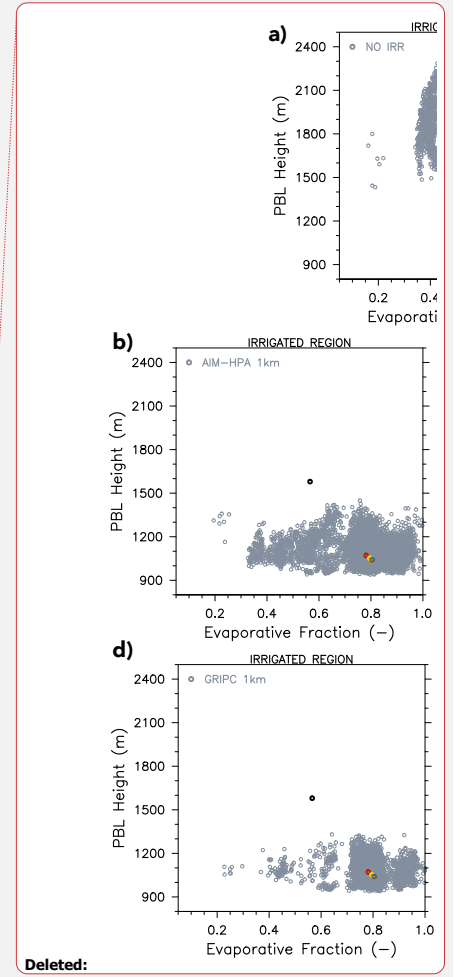 a)
IRRIG
NO IRR
2400
2100
1800
1500
1200
900
PBL Height (m)
0.2 0.4
Evaporati
b)
IRRIGATED REGION
AIM-HPA 1km
2400
2100
1800
1500
1200
900
PBL Height (m)
0.2 0.4 0.6 0.8 1.0
Evaporative Fraction (-)
d)
IRRIGATED REGION
GRIPC 1km
2400
2100
1800
1500
1200
900
PBL Height (m)
0.2 0.4 0.6 0.8 1.0
Evaporative Fraction (-)
Deleted: